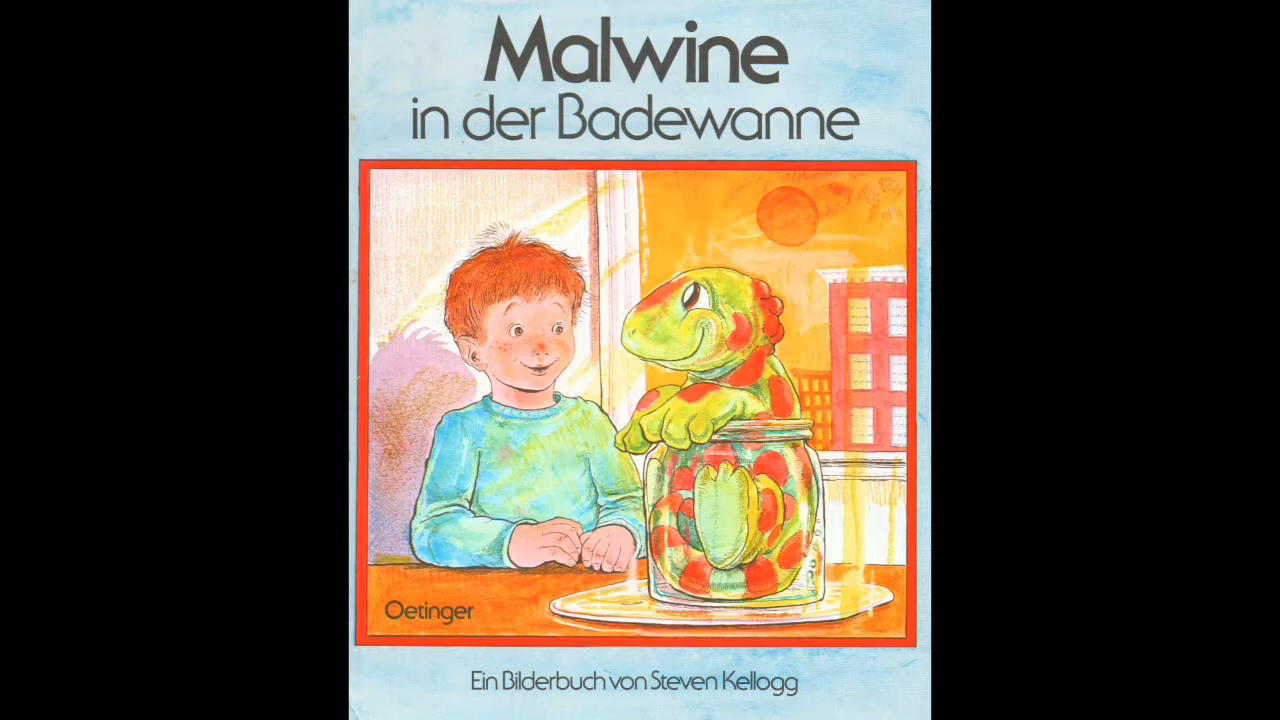 Malwine
in der Badewanne
Oetinger
Ein Bilderbuch von Steven Kellogg